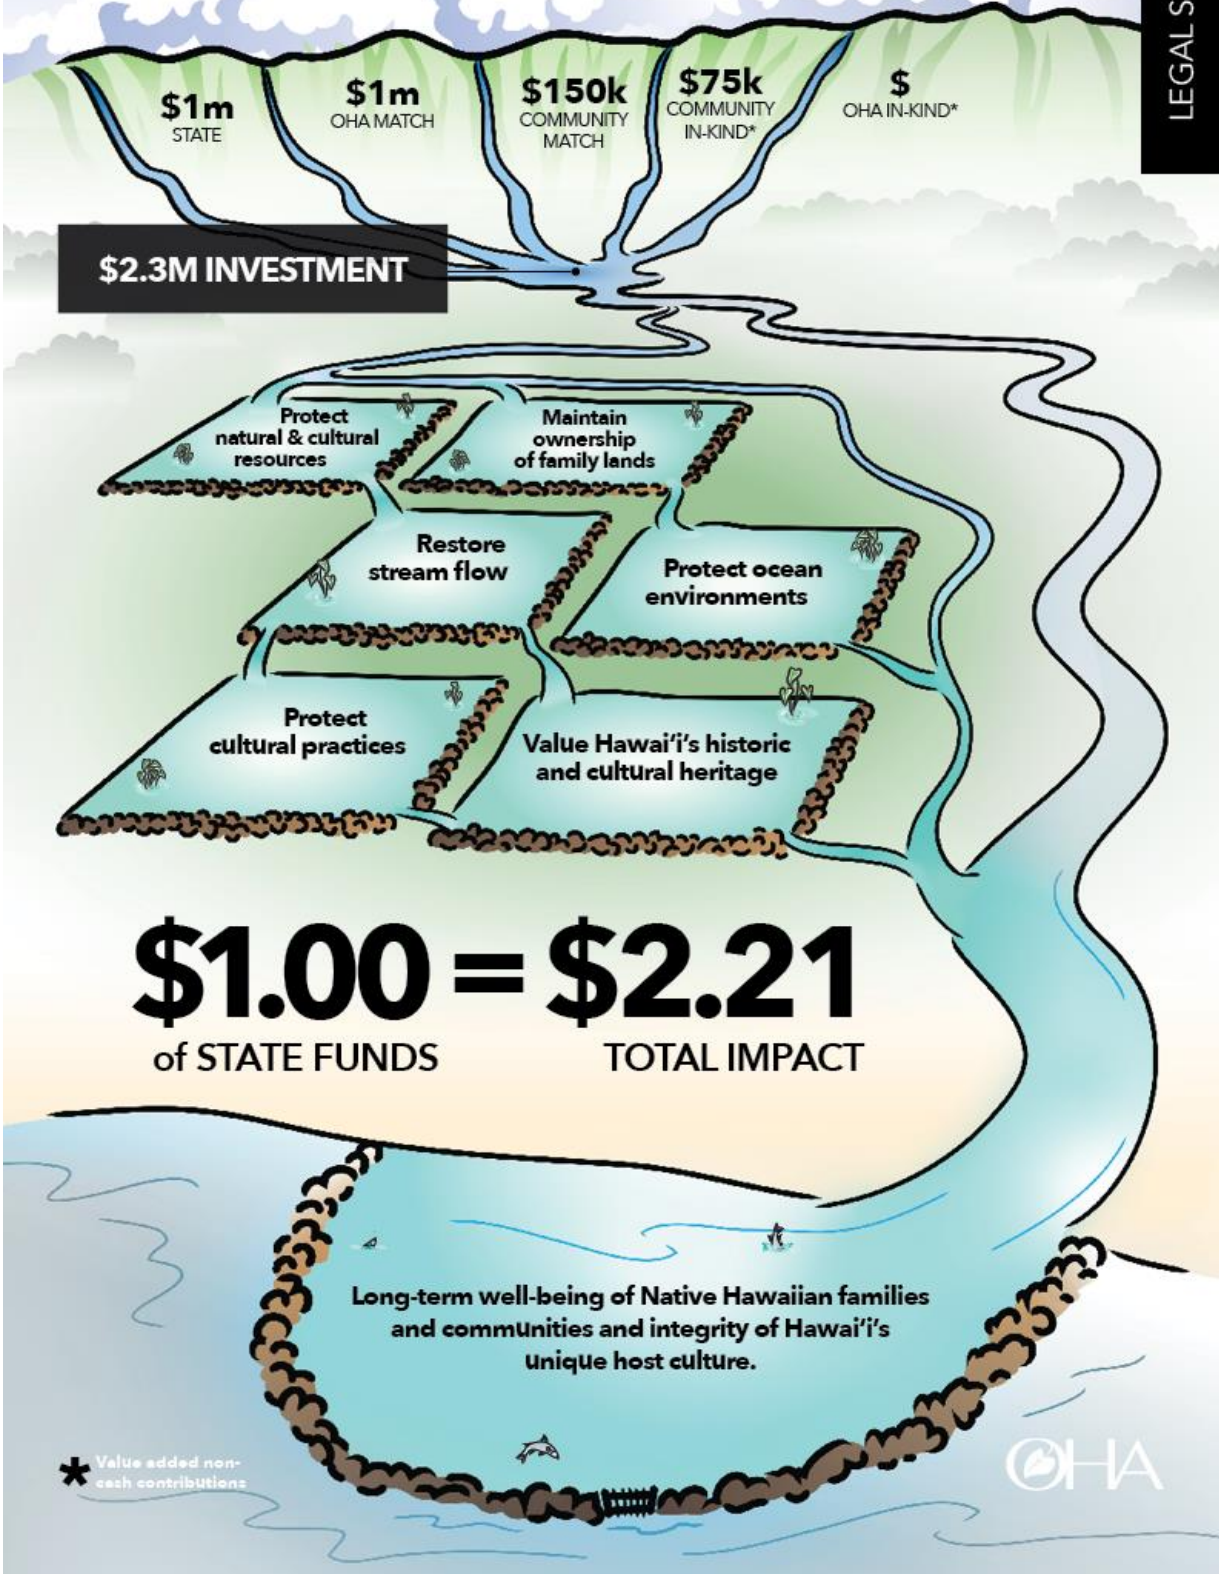 LEGAL S
$1m
STATE
$1m
OHA MATCH
$150k
COMMUNITY
MATCH
$75k
COMMUNITY
IN-KIND*
$
OHA IN-KIND*
$2.3M INVESTMENT
Protect
natural & cultural
resources
Maintain
ownership
of family lands
Restore
stream flow
Protect ocean
environments
Protect
cultural practices
Value Hawai‘i’s historic
and cultural heritage
$1.00 = $2.21
of STATE FUNDS TOTAL IMPACT
Long-term well-being of Native Hawaiian families
and communities and integrity of Hawai‘i’s
unique host culture.
* Value added non-
cash contributions
OHA